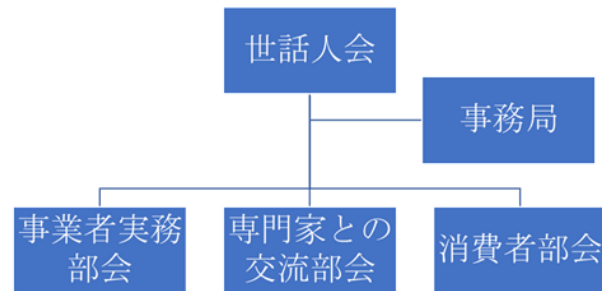 世話人会
事務局
事業者実務
部会
専門家との
交流部会
消費者部会